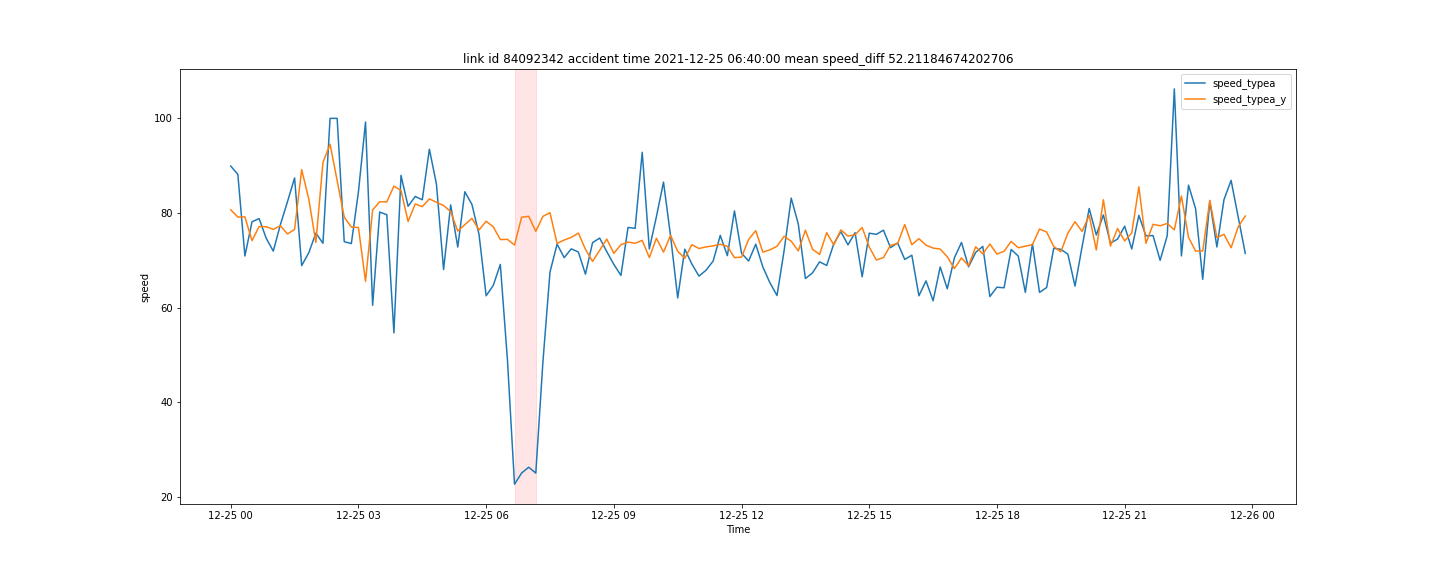 link id 84092342 accident time 2021-12-25 06:40:00 mean speed_diff 52.21184674202706
speed_typea
speed_typea_y
100
80
60
40
20
speed
12-25 00 12-25 03 12-25 06 12-25 09 12-25 12 12-25 15 12-25 18 12-25 21 12-26 00
Time